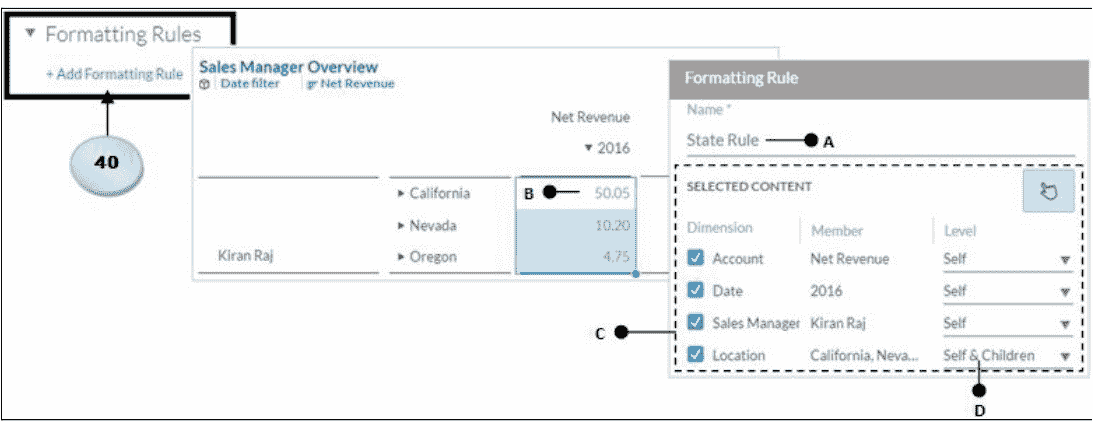 Formatting Rules
+ Add Formatting Rule
40
Sales Manager Overview
Date filter Net Revenue
Net Revenue
2016
California 50.05
Nevada 10.20
Kiran Raj Oregon 4.75
B
Formatting Rule
Name *
State Rule
A
SELECTED CONTENT
Dimension Member Level
Account Net Revenue Self
Date 2016 Self
Sales Manager Kiran Raj Self
Location California, Neva... Self & Children
C
D